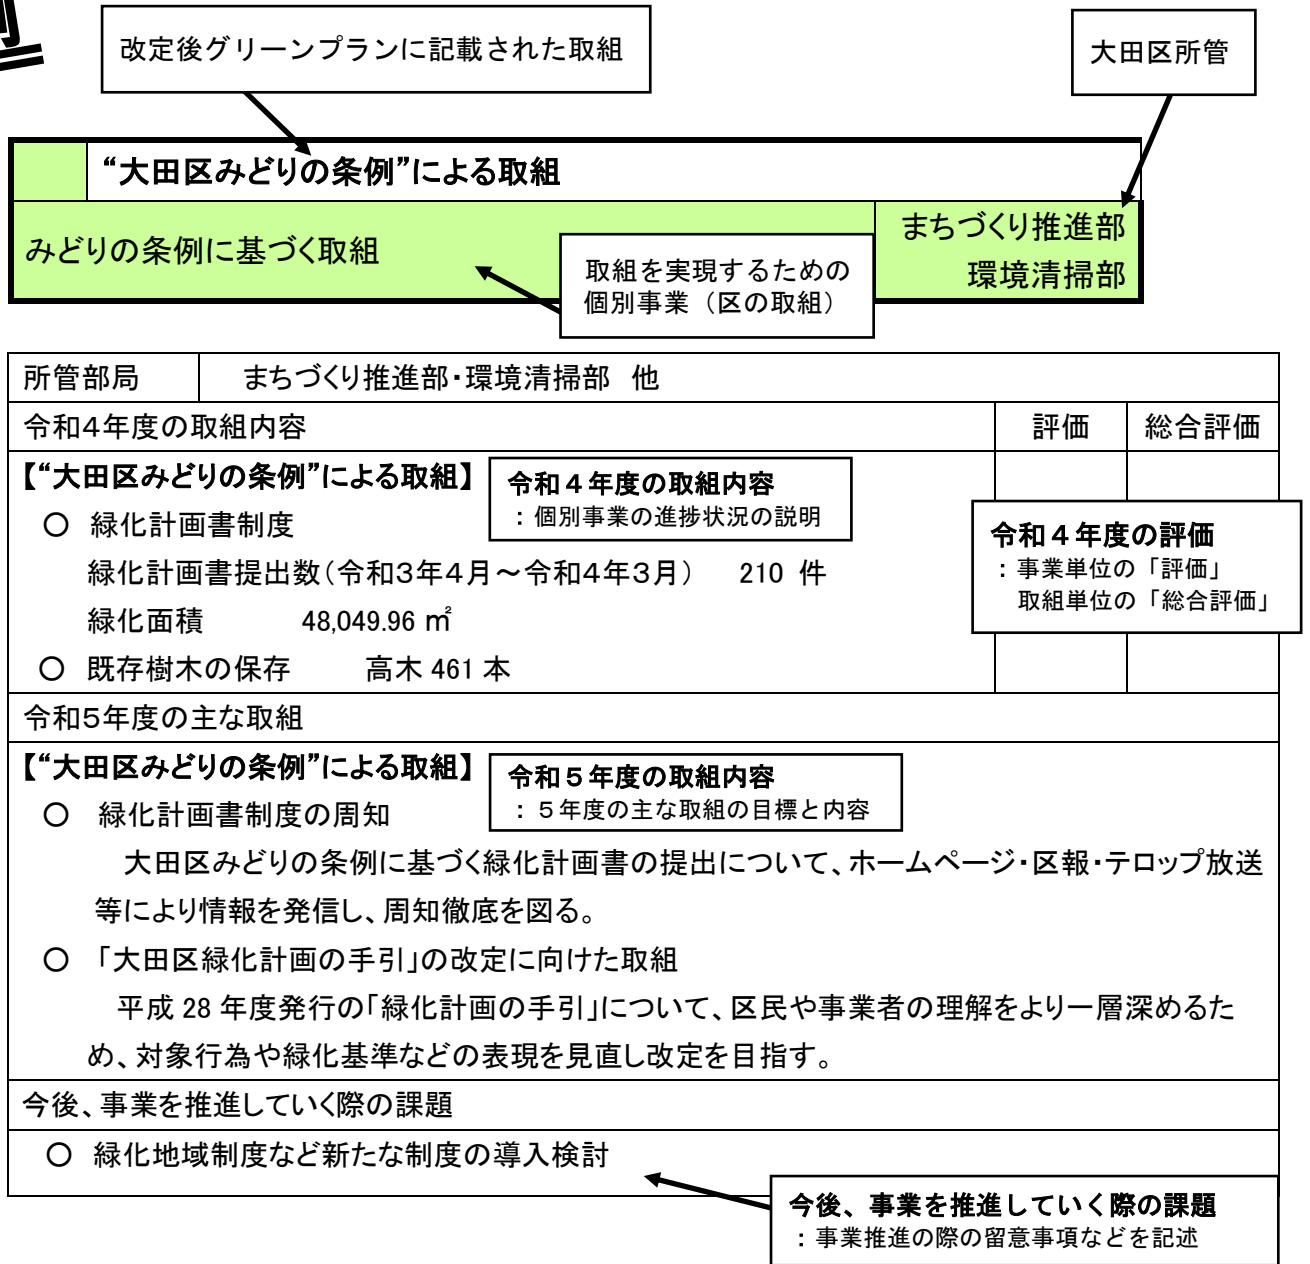 改定後グリーンプランに記載された取組
大田区所管
“大田区みどりの条例”による取組
みどりの条例に基づく取組
まちづくり推進部
環境清掃部
取組を実現するための
個別事業（区の取組）
所管部局 まちづくり推進部・環境清掃部 他
令和４年度の取組内容 評価 総合評価
【“大田区みどりの条例”による取組】
令和４年度の取組内容
：個別事業の進捗状況の説明
○ 緑化計画書制度
緑化計画書提出数（令和３年４月～令和４年３月） 210 件
緑化面積 48,049.96 ㎡
○ 既存樹木の保存 高木 461 本
令和４年度の評価
：事業単位の「評価」
取組単位の「総合評価」
令和５年度の主な取組
【“大田区みどりの条例”による取組】
令和５年度の取組内容
：５年度の主な取組の目標と内容
○ 緑化計画書制度の周知
大田区みどりの条例に基づく緑化計画書の提出について、ホームページ・区報・テロップ放送
等により情報を発信し、周知徹底を図る。
○ 「大田区緑化計画の手引」の改定に向けた取組
平成 28 年度発行の「緑化計画の手引」について、区民や事業者の理解をより一層深めるた
め、対象行為や緑化基準などの表現を見直し改定を目指す。
今後、事業を推進していく際の課題
○ 緑化地域制度など新たな制度の導入検討
今後、事業を推進していく際の課題
：事業推進の際の留意事項などを記述